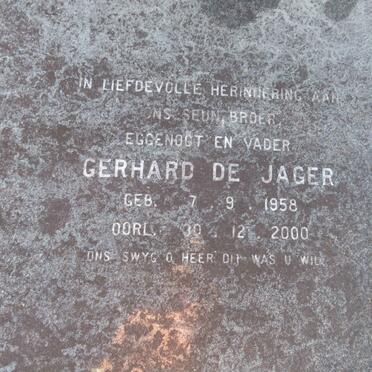 IN LIEFDEVOLLE HERINNERING AAN
ONS SEUN, BROER,
EGGENOOT EN VADER
GERHARD DE JAGER
GEB. 7 . 9 . 1958
OORL. 30 . 12 . 2000
ONS SWYG O HEER DIT WAS U WIL